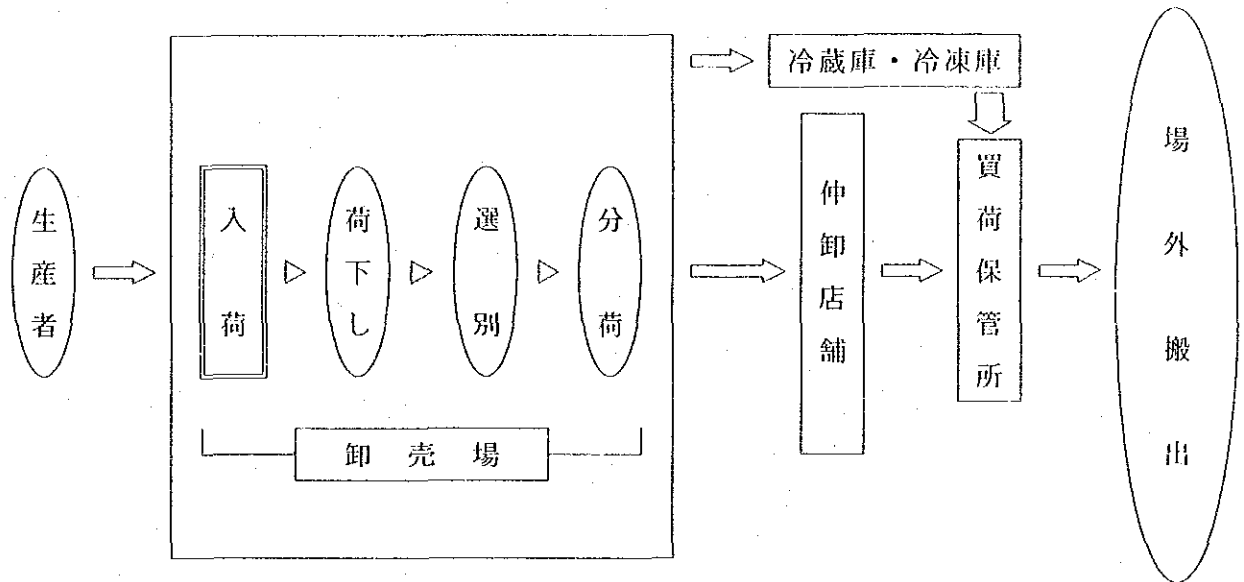 生産者
入荷
荷下し
選別
分荷
卸売場
冷蔵庫・冷凍庫
仲卸店舗
買荷保管所
場外搬出